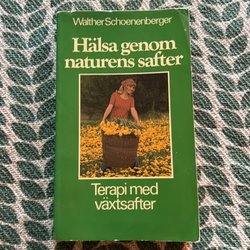 Walther Schoenenberger
Hälsa genom
naturens safter
Terapi med
växtsafter